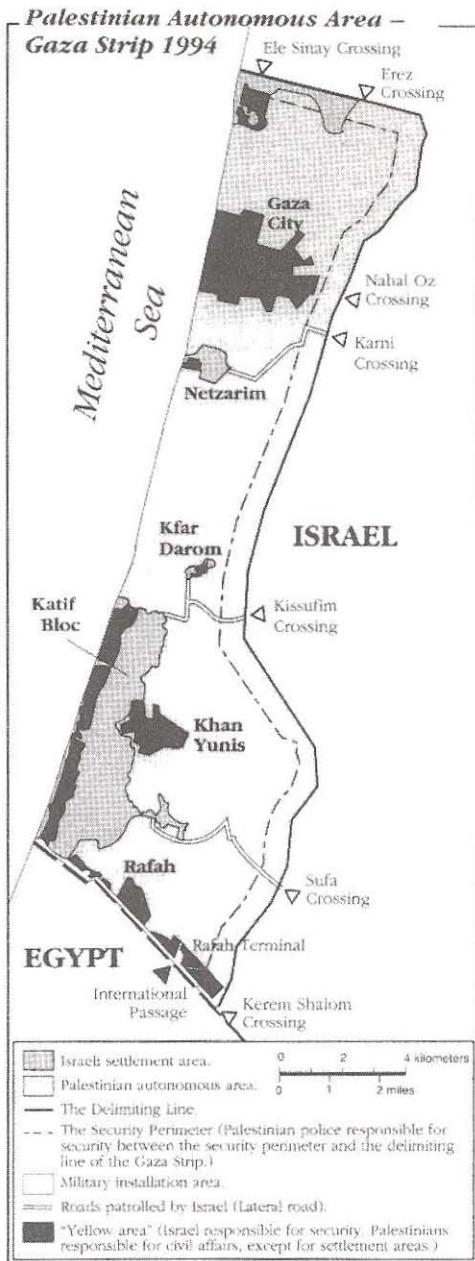 Palestinian Autonomous Area –
Gaza Strip 1994
Ele Sinay Crossing
Erez
Crossing
Gaza
City
Mediterranean
Sea
Nahal Oz
Crossing
Karni
Crossing
Netzarim
Kfar
Darom
ISRAEL
Katif
Bloc
Kissufim
Crossing
Khan
Yunis
Rafah
Sufa
Crossing
EGYPT
Rafah Terminal
International
Passage
Kerem Shalom
Crossing
Israeli settlement area.
0 2 4 kilometers
Palestinian autonomous area.
0 1 2 miles
The Delimiting Line.
The Security Perimeter (Palestinian police responsible for
security between the security perimeter and the delimiting
line of the Gaza Strip.)
Military installation area.
Roads patrolled by Israel (Lateral road).
"Yellow area" (Israel responsible for security. Palestinians
responsible for civil affairs, except for settlement areas.)